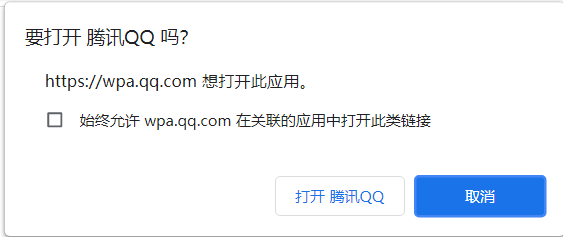 要打开 腾讯QQ 吗?
https://wpa.qq.com 想打开此应用。
始终允许 wpa.qq.com 在关联的应用中打开此类链接
打开 腾讯QQ
取消